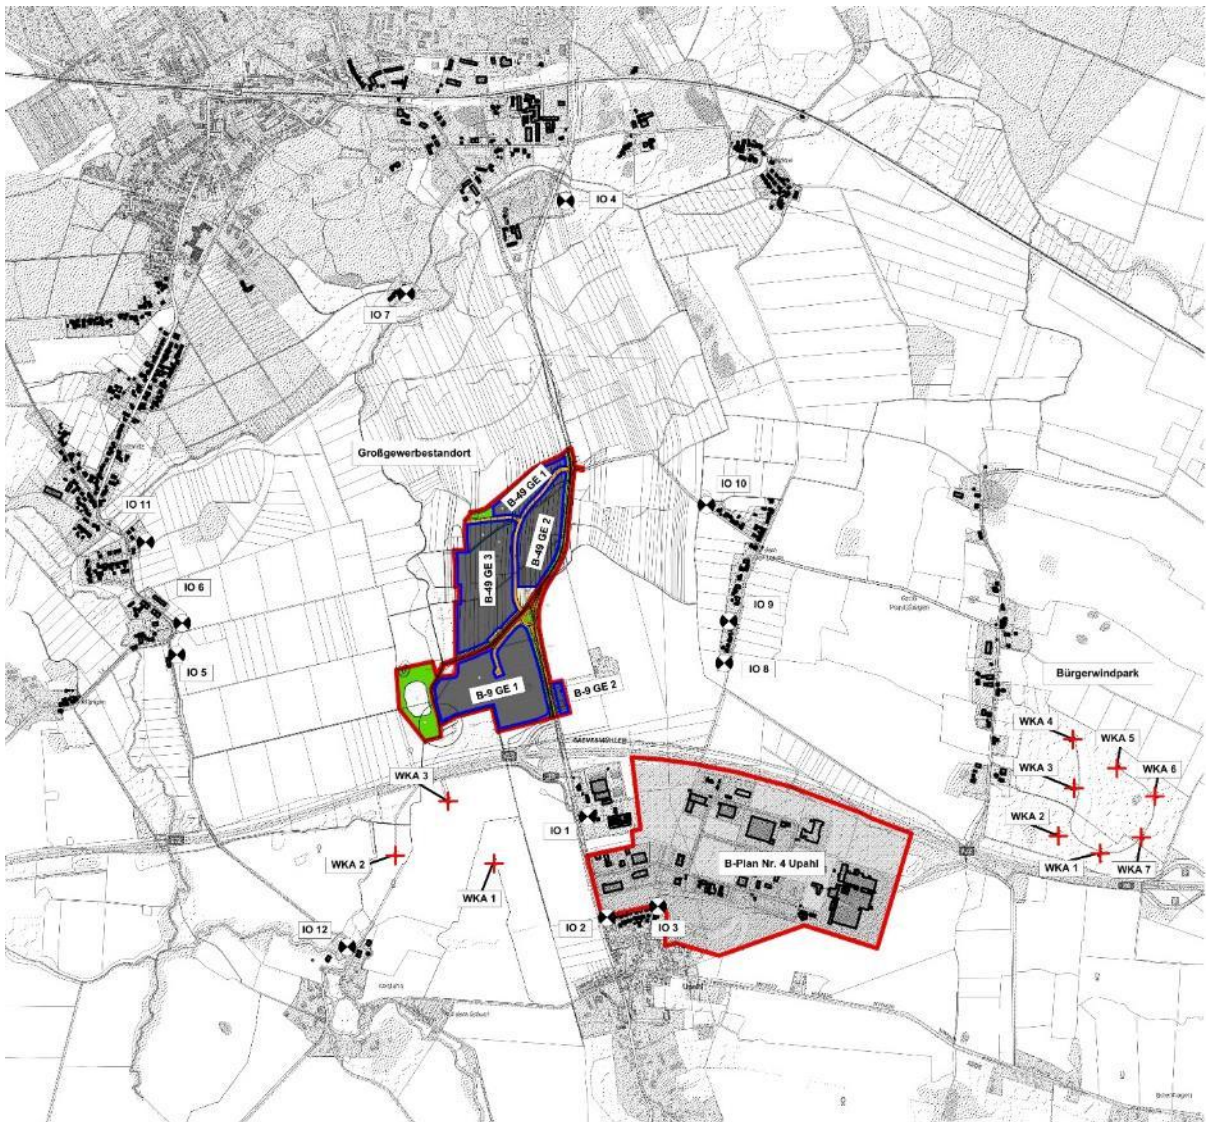 IO 4
IO 7
Großgewerbestandort
B-49 GE 1
IO 10
IO 11
B-49 GE 2
B-49 GE 3
IO 6
IO 9
IO 5
IO 8
Bürgerwindpark
B-9 GE 1
B-9 GE 2
WKA 4
WKA 5
WKA 3
WKA 3
WKA 6
IO 1
WKA 2
WKA 2
B-Plan Nr. 4 Upahl
WKA 1
WKA 7
WKA 1
IO 2
IO 3
IO 12
Upahl